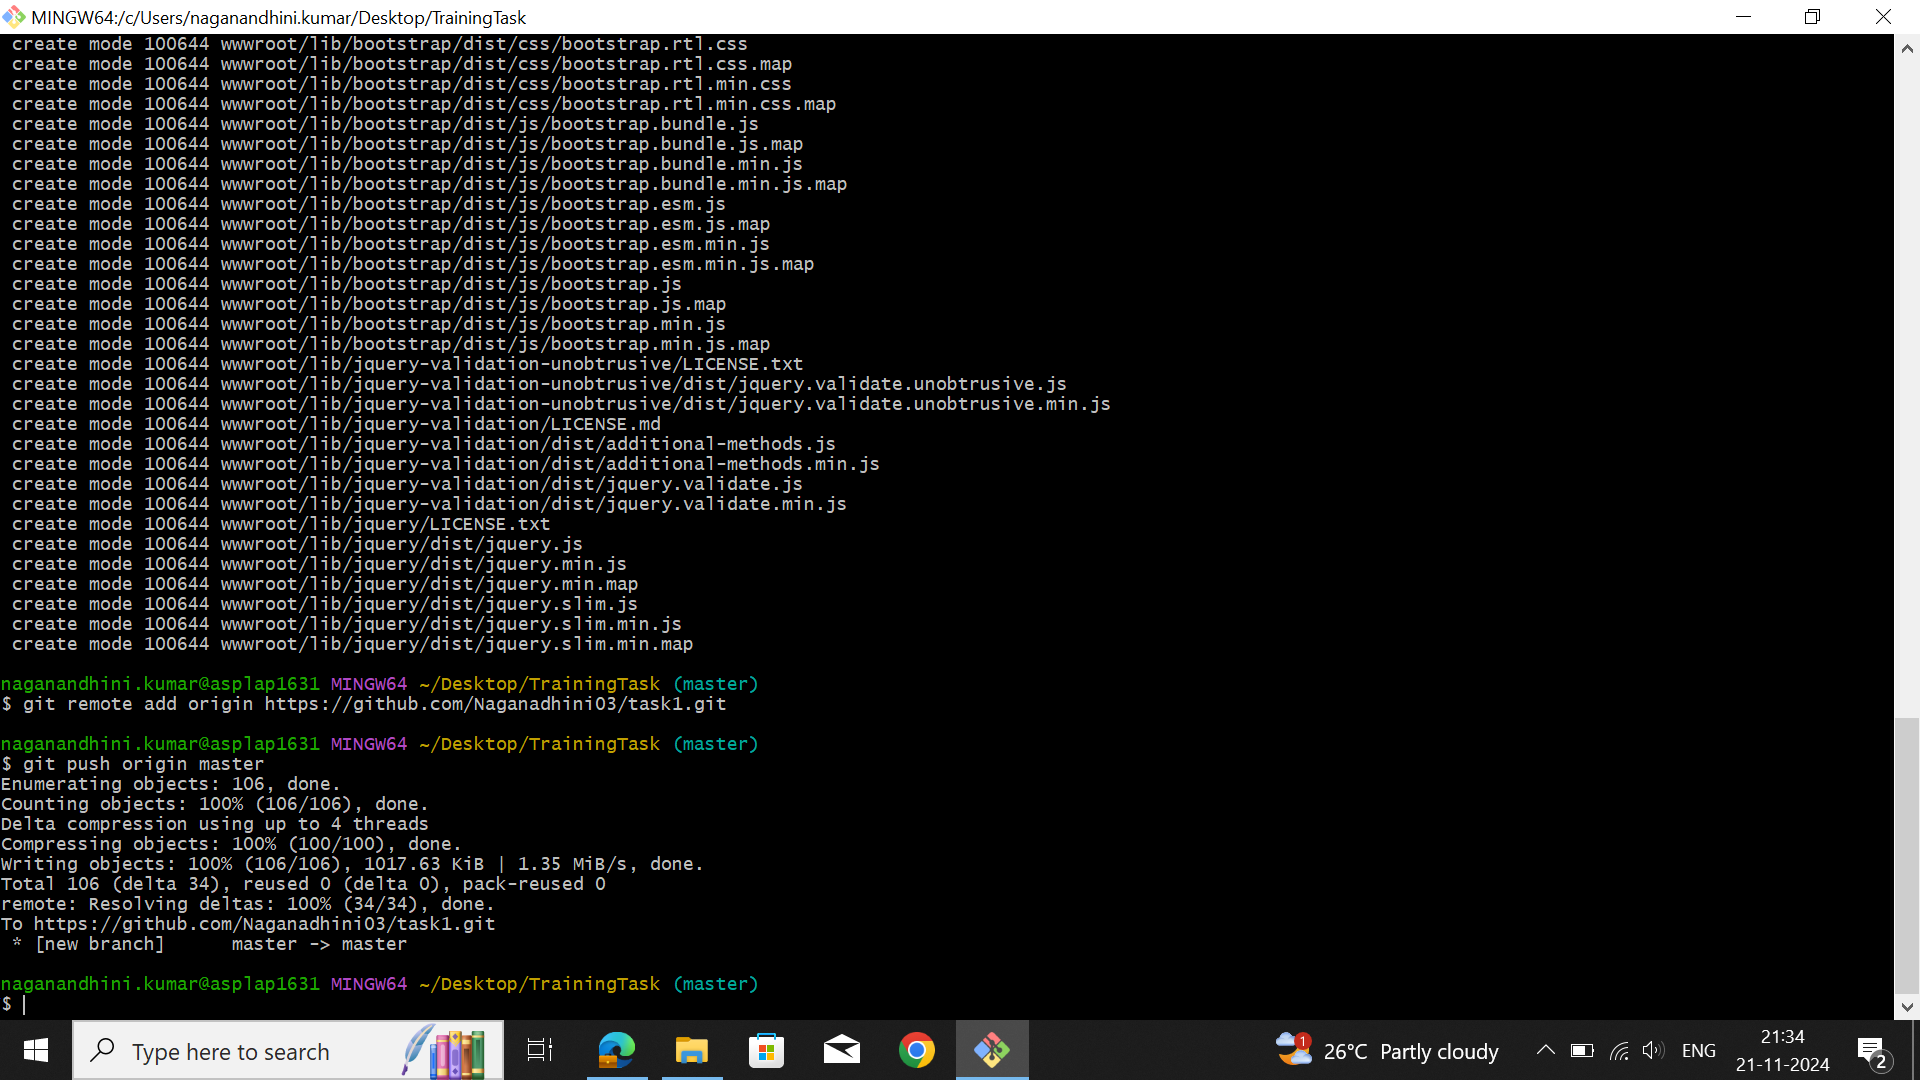 MINGW64:/c/Users/naganandhini.kumar/Desktop/TrainingTask
create mode 100644 wwwroot/lib/bootstrap/dist/css/bootstrap.rtl.css
create mode 100644 wwwroot/lib/bootstrap/dist/css/bootstrap.rtl.css.map
create mode 100644 wwwroot/lib/bootstrap/dist/css/bootstrap.rtl.min.css
create mode 100644 wwwroot/lib/bootstrap/dist/css/bootstrap.rtl.min.css.map
create mode 100644 wwwroot/lib/bootstrap/dist/js/bootstrap.bundle.js
create mode 100644 wwwroot/lib/bootstrap/dist/js/bootstrap.bundle.js.map
create mode 100644 wwwroot/lib/bootstrap/dist/js/bootstrap.bundle.min.js
create mode 100644 wwwroot/lib/bootstrap/dist/js/bootstrap.bundle.min.js.map
create mode 100644 wwwroot/lib/bootstrap/dist/js/bootstrap.esm.js
create mode 100644 wwwroot/lib/bootstrap/dist/js/bootstrap.esm.js.map
create mode 100644 wwwroot/lib/bootstrap/dist/js/bootstrap.esm.min.js
create mode 100644 wwwroot/lib/bootstrap/dist/js/bootstrap.esm.min.js.map
create mode 100644 wwwroot/lib/bootstrap/dist/js/bootstrap.js
create mode 100644 wwwroot/lib/bootstrap/dist/js/bootstrap.js.map
create mode 100644 wwwroot/lib/bootstrap/dist/js/bootstrap.min.js
create mode 100644 wwwroot/lib/bootstrap/dist/js/bootstrap.min.js.map
create mode 100644 wwwroot/lib/jquery-validation-unobtrusive/LICENSE.txt
create mode 100644 wwwroot/lib/jquery-validation-unobtrusive/dist/jquery.validate.unobtrusive.js
create mode 100644 wwwroot/lib/jquery-validation-unobtrusive/dist/jquery.validate.unobtrusive.min.js
create mode 100644 wwwroot/lib/jquery-validation/LICENSE.md
create mode 100644 wwwroot/lib/jquery-validation/dist/additional-methods.js
create mode 100644 wwwroot/lib/jquery-validation/dist/additional-methods.min.js
create mode 100644 wwwroot/lib/jquery-validation/dist/jquery.validate.js
create mode 100644 wwwroot/lib/jquery-validation/dist/jquery.validate.min.js
create mode 100644 wwwroot/lib/jquery/LICENSE.txt
create mode 100644 wwwroot/lib/jquery/dist/jquery.js
create mode 100644 wwwroot/lib/jquery/dist/jquery.min.js
create mode 100644 wwwroot/lib/jquery/dist/jquery.min.map
create mode 100644 wwwroot/lib/jquery/dist/jquery.slim.js
create mode 100644 wwwroot/lib/jquery/dist/jquery.slim.min.js
create mode 100644 wwwroot/lib/jquery/dist/jquery.slim.min.map
naganandhini.kumar@asplap1631 MINGW64 ~/Desktop/TrainingTask (master)
$ git remote add origin https://github.com/Naganadhini03/task1.git
naganandhini.kumar@asplap1631 MINGW64 ~/Desktop/TrainingTask (master)
$ git push origin master
Enumerating objects: 106, done.
Counting objects: 100% (106/106), done.
Delta compression using up to 4 threads
Compressing objects: 100% (100/100), done.
Writing objects: 100% (106/106), 1017.63 KiB | 1.35 MiB/s, done.
Total 106 (delta 34), reused 0 (delta 0), pack-reused 0
remote: Resolving deltas: 100% (34/34), done.
To https://github.com/Naganadhini03/task1.git
* [new branch]      master -> master
naganandhini.kumar@asplap1631 MINGW64 ~/Desktop/TrainingTask (master)
$
Type here to search
1
26°C Partly cloudy
ENG
21:34
21-11-2024
2